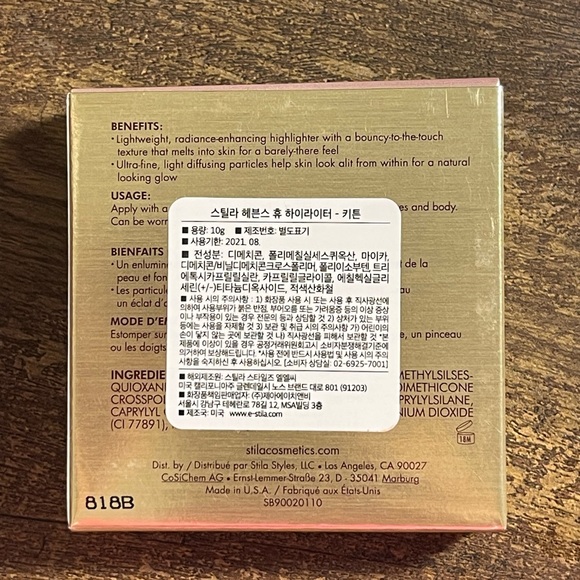 BENEFITS:
• Lightweight, radiance-enhancing highlighter with a bouncy-to-the-touch
texture that melts into skin for a barely-there feel
• Ultra-fine, light diffusing particles help skin look alit from within for a natural
looking glow
USAGE:
Apply with a es and body.
Can be wor
BIENFAITS
• Un enlumine
peau et fon
• Les particule
un éclat d'
MODE D'EM
Estomper sur , un pinceau
ou les doigts
스틸라 헤븐스 휴 하이라이터 - 키튼
■ 용량: 10g ■ 제조번호: 별도표기
■ 사용기한: 2021. 08.
■ 전성분: 디메치콘, 폴리메칠실세스퀴옥산, 마이카,
디메치콘/비닐디메치콘크로스폴리머, 폴리이소부텐, 트리
에톡시카프릴릴실란, 카프릴릴글라이콜, 에칠헥실글리
세린(+/-)티타늄디옥사이드, 적색산화철
■ 사용 시의 주의사항 : 1) 화장품 사용 시 또는 사용 후 직사광선에
의하여 사용부위가 붉은 반점, 부어오름 또는 가려움증 등의 이상 증상
이나 부작용이 있는 경우 전문의 등과 상담할 것 2) 상처가 있는 부위
등에는 사용을 자제할 것 3) 보관 및 취급 시의 주의사항 가) 어린이의
손이 닿지 않는 곳에 보관할 것 나) 직사광선을 피해서 보관할 것 *본
제품에 이상이 있을 경우 공정거래위원회고시 소비자분쟁해결기준에
의거하여 보상해드립니다. *사용 전에 반드시 사용법 및 사용 시의 주의
사항을 숙지하신 후 사용하십시오. [소비자 상담실: 02-6925-7001]
■ 해외제조원: 스틸라 스타일즈 엘엘씨
미국 캘리포니아주 글렌데일시 노스 브랜드 대로 801 (91203)
■ 화장품책임판매업자: (주)제아에이치앤비
서울시 강남구 테헤란로 78길 12, MSA빌딩 3층
■ 제조국: 미국 www.e-stila.com
INGREDIE METHYLSILSES-
QUIOXAN DIMETHICONE
CROSSPO PRYLYLSILANE,
CAPRYLYL NIUM DIOXIDE
(CI 77891),
18M
stilacosmetics.com
Dist. by / Distribué par Stila Styles, LLC • Los Angeles, CA 90027
CoSiChem AG • Ernst-Lemmer-Straße 23, D - 35041 Marburg
Made in U.S.A. / Fabriqué aux États-Unis
SB90020110
818B